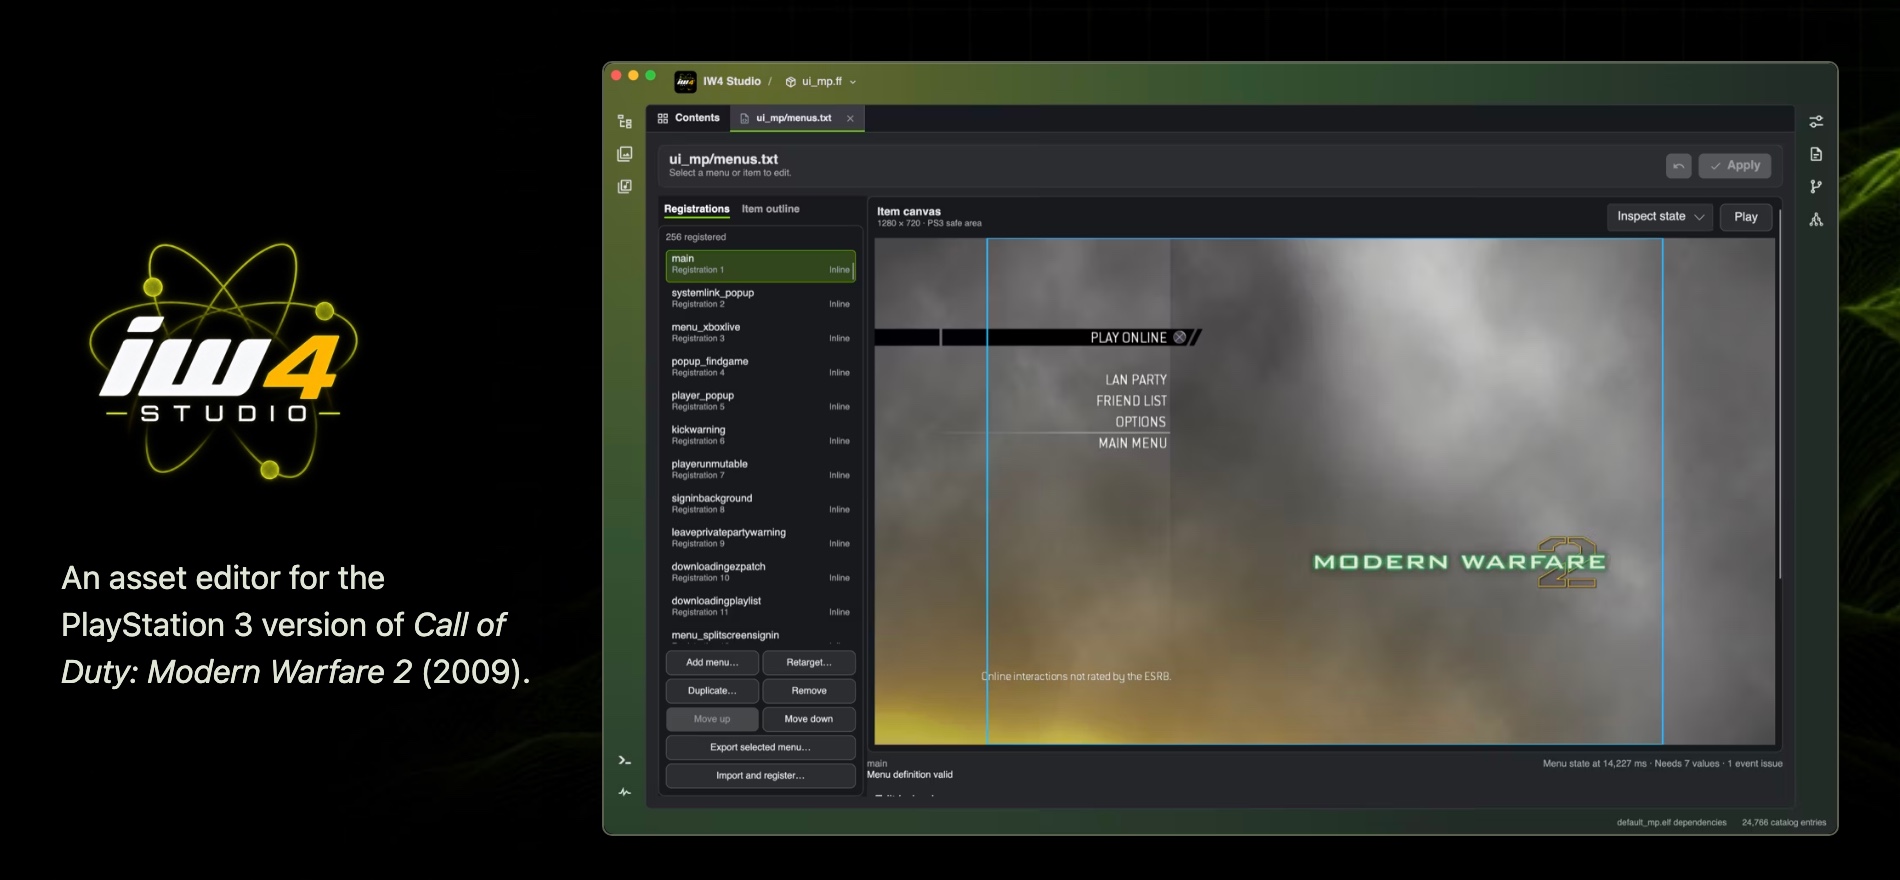 iw4
STUDIO
An asset editor for the
PlayStation 3 version of Call of
Duty: Modern Warfare 2 (2009).
iw4
IW4 Studio / ui_mp.ff
Contents
ui_mp/menus.txt
ui_mp/menus.txt
Select a menu or item to edit.
Apply
Registrations Item outline
256 registered
main
Registration 1 Inline
systemlink_popup
Registration 2 Inline
menu_xboxlive
Registration 3 Inline
popup_findgame
Registration 4 Inline
player_popup
Registration 5 Inline
kickwarning
Registration 6 Inline
playerunmutable
Registration 7 Inline
signinbackground
Registration 8 Inline
leaveprivatepartywarning
Registration 9 Inline
downloadingezpatch
Registration 10 Inline
downloadingplaylist
Registration 11 Inline
menu_splitscreensignin
Add menu... Retarget...
Duplicate... Remove
Move up Move down
Export selected menu...
Import and register...
Item canvas
1280 × 720 · PS3 safe area
Inspect state Play
PLAY ONLINE
LAN PARTY
FRIEND LIST
OPTIONS
MAIN MENU
MODERN WARFARE 2
Online interactions not rated by the ESRB.
main
Menu definition valid
Menu state at 14,227 ms · Needs 7 values · 1 event issue
default_mp.elf dependencies 24,766 catalog entries